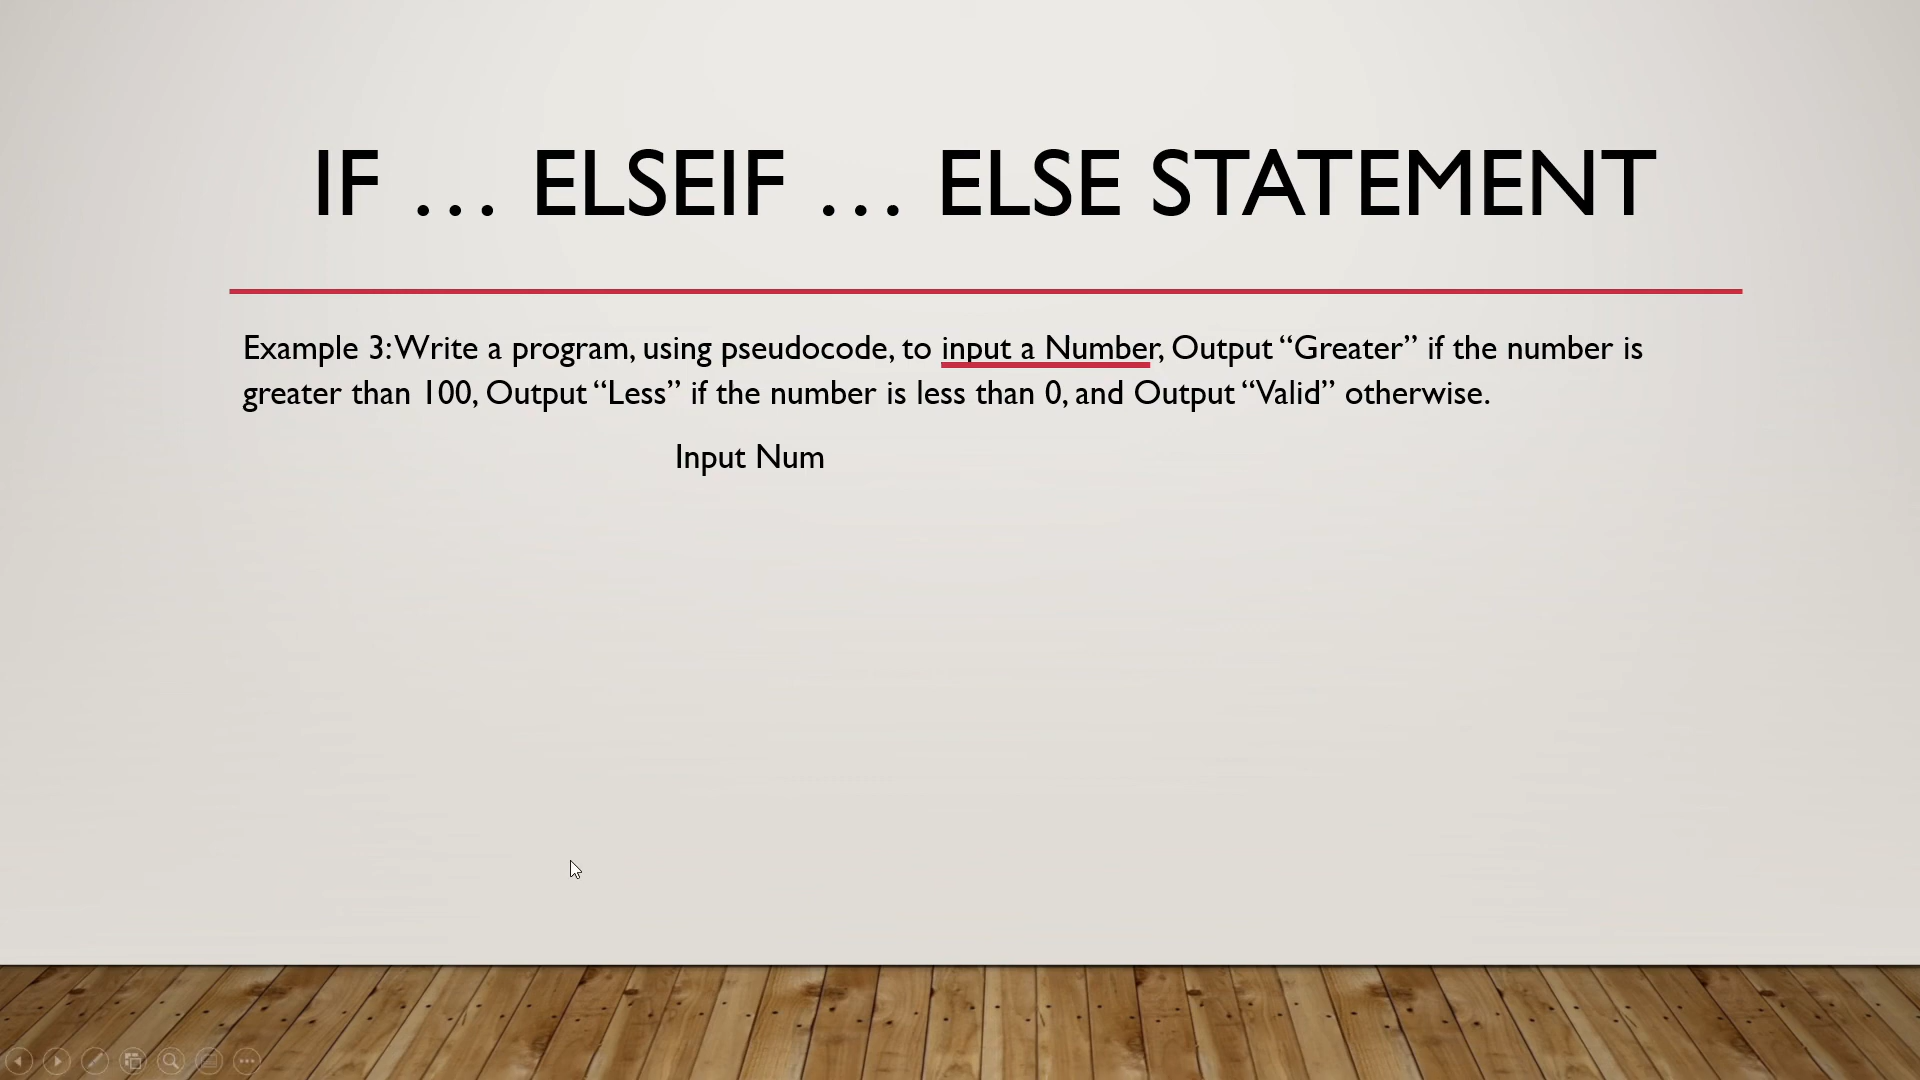 IF … ELSEIF … ELSE STATEMENT
Example 3: Write a program, using pseudocode, to input a Number, Output “Greater” if the number is
greater than 100, Output “Less” if the number is less than 0, and Output “Valid” otherwise.
Input Num